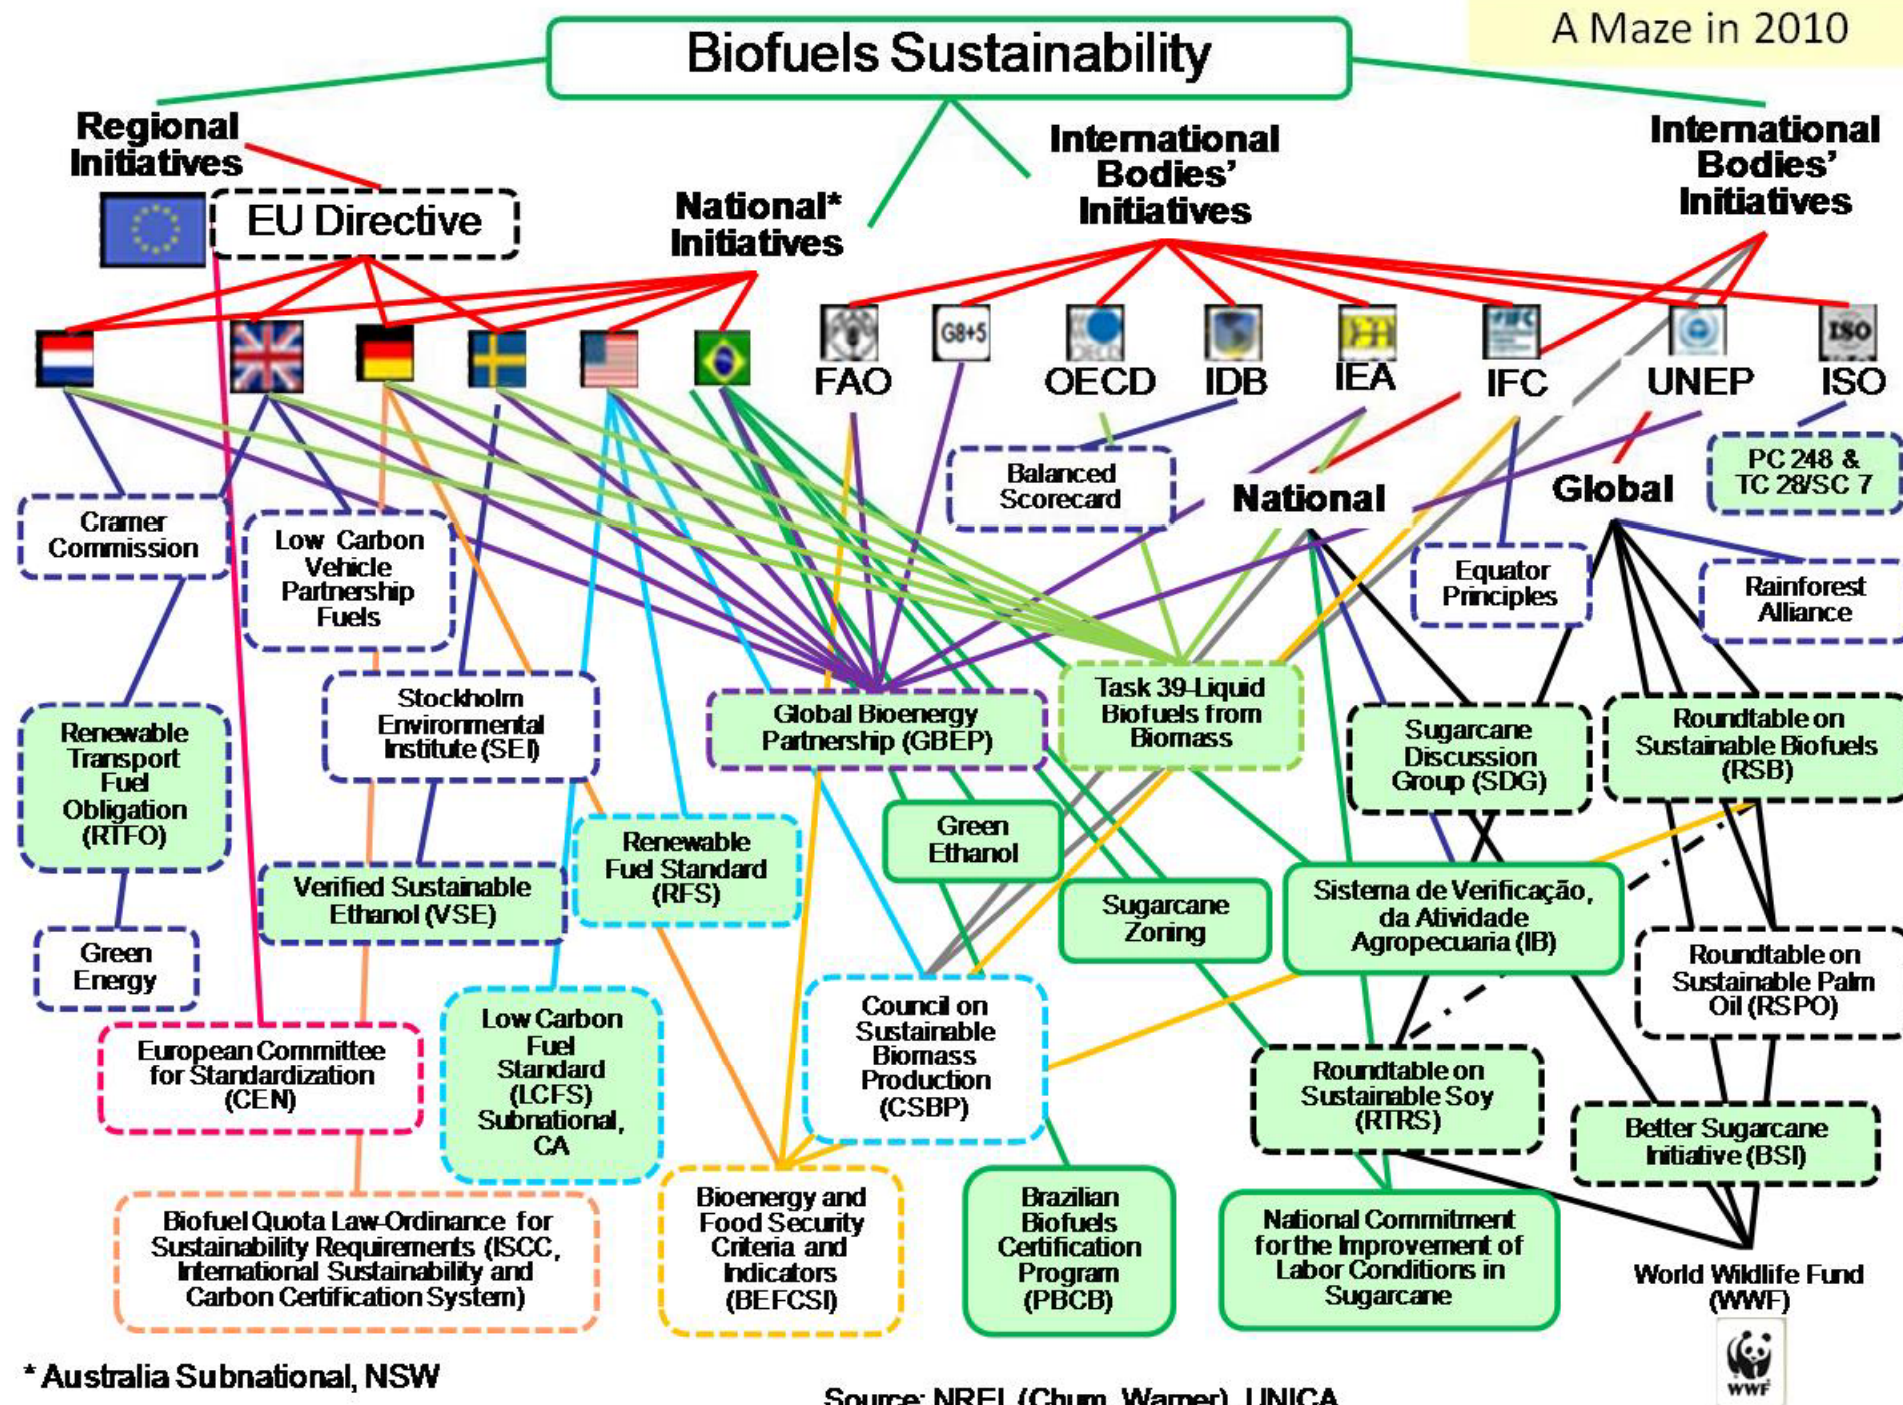 A Maze in 2010
Biofuels Sustainability
Regional
Initiatives
EU Directive
National*
Initiatives
International
Bodies’
Initiatives
International
Bodies’
Initiatives
G8+5
OECD
IFC
ISO
FAO
OECD
IDB
IEA
IFC
UNEP
ISO
Balanced
Scorecard
National
Global
PC 248 &
TC 28/SC 7
Cramer
Commission
Low Carbon
Vehicle
Partnership
Fuels
Equator
Principles
Rainforest
Alliance
Renewable
Transport
Fuel
Obligation
(RTFO)
Stockholm
Environmental
Institute (SEI)
Global Bioenergy
Partnership (GBEP)
Task 39-Liquid
Biofuels from
Biomass
Sugarcane
Discussion
Group (SDG)
Roundtable on
Sustainable Biofuels
(RSB)
Green
Energy
Verified Sustainable
Ethanol (VSE)
Renewable
Fuel Standard
(RFS)
Green
Ethanol
Sugarcane
Zoning
Sistema de Verificação,
da Atividade
Agropecuaria (IB)
Roundtable on
Sustainable Palm
Oil (RSPO)
European Committee
for Standardization
(CEN)
Low Carbon
Fuel
Standard
(LCFS)
Subnational,
CA
Council on
Sustainable
Biomass
Production
(CSBP)
Roundtable on
Sustainable Soy
(RTRS)
Better Sugarcane
Initiative (BSI)
Biofuel Quota Law-Ordinance for
Sustainability Requirements (ISCC,
International Sustainability and
Carbon Certification System)
Bioenergy and
Food Security
Criteria and
Indicators
(BEFCSI)
Brazilian
Biofuels
Certification
Program
(PBCB)
National Commitment
for the Improvement of
Labor Conditions in
Sugarcane
World Wildlife Fund
(WWF)
WWF
* Australia Subnational, NSW
Source: NREL (Chum, Warner), UNICA